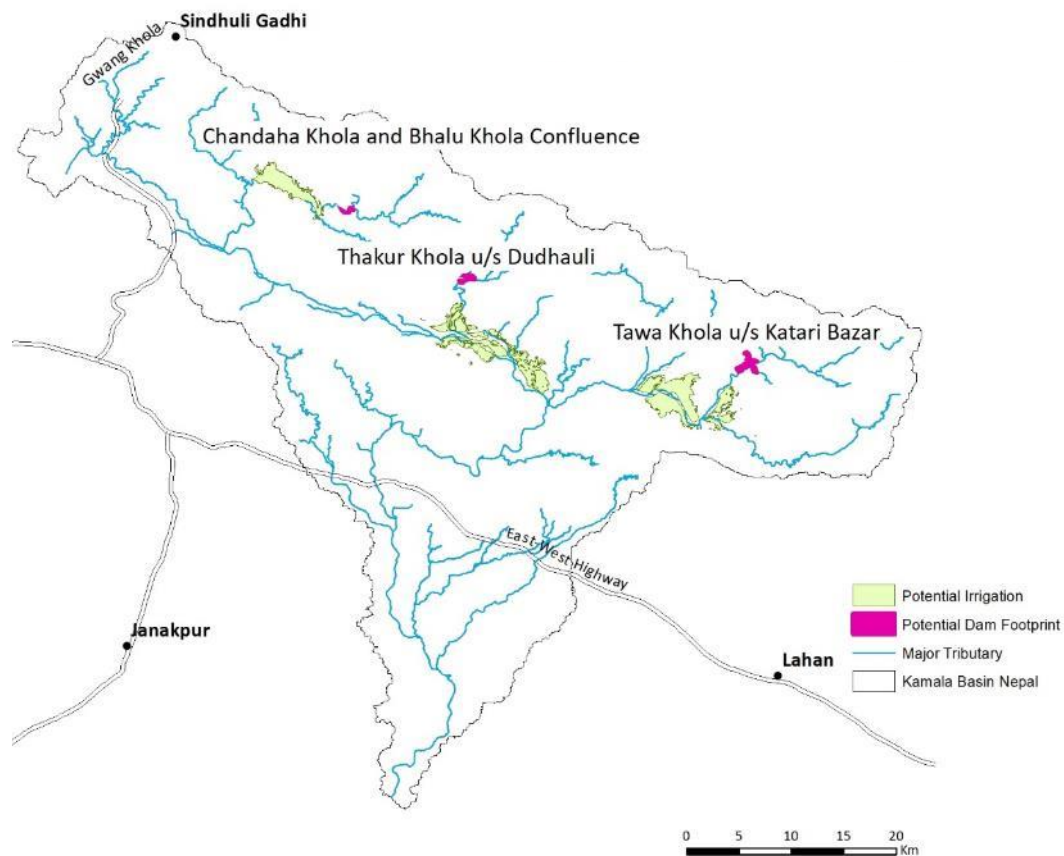 Sindhuli Gadhi
Gwang Khola
Chandaha Khola and Bhalu Khola Confluence
Thakur Khola u/s Dudhauli
Tawa Khola u/s Katari Bazar
East West Highway
Janakpur
Lahan
Potential Irrigation
Potential Dam Footprint
Major Tributary
Kamala Basin Nepal
0 5 10 15 20
Km